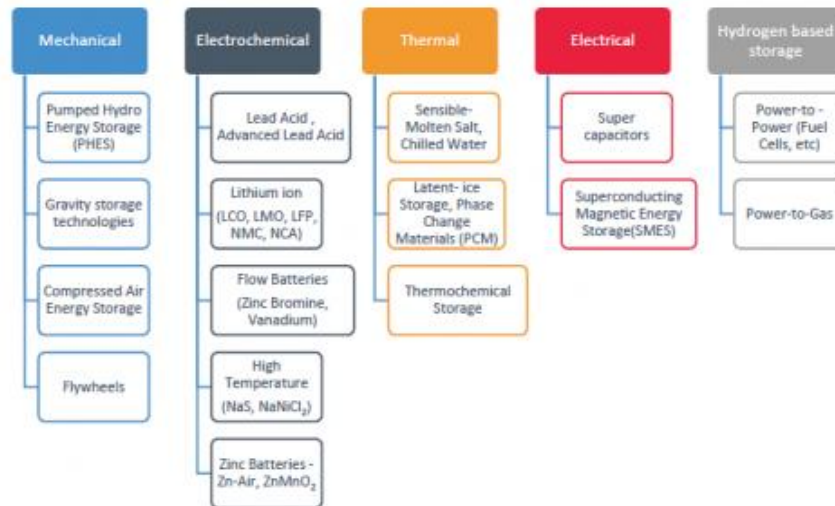 Mechanical
Pumped Hydro
Energy Storage
(PHES)
Gravity storage
technologies
Compressed Air
Energy Storage
Flywheels
Electrochemical
Lead Acid ,
Advanced Lead Acid
Lithium ion
(LCO, LMO, LFP,
NMC, NCA)
Flow Batteries
(Zinc Bromine,
Vanadium)
High
Temperature
(NaS, NaNiCl₂)
Zinc Batteries -
Zn-Air, ZnMnO₂
Thermal
Sensible-
Molten Salt,
Chilled Water
Latent- ice
Storage, Phase
Change
Materials (PCM)
Thermochemical
Storage
Electrical
Super
capacitors
Superconducting
Magnetic Energy
Storage(SMES)
Hydrogen based
storage
Power-to -
Power (Fuel
Cells, etc)
Power-to-Gas